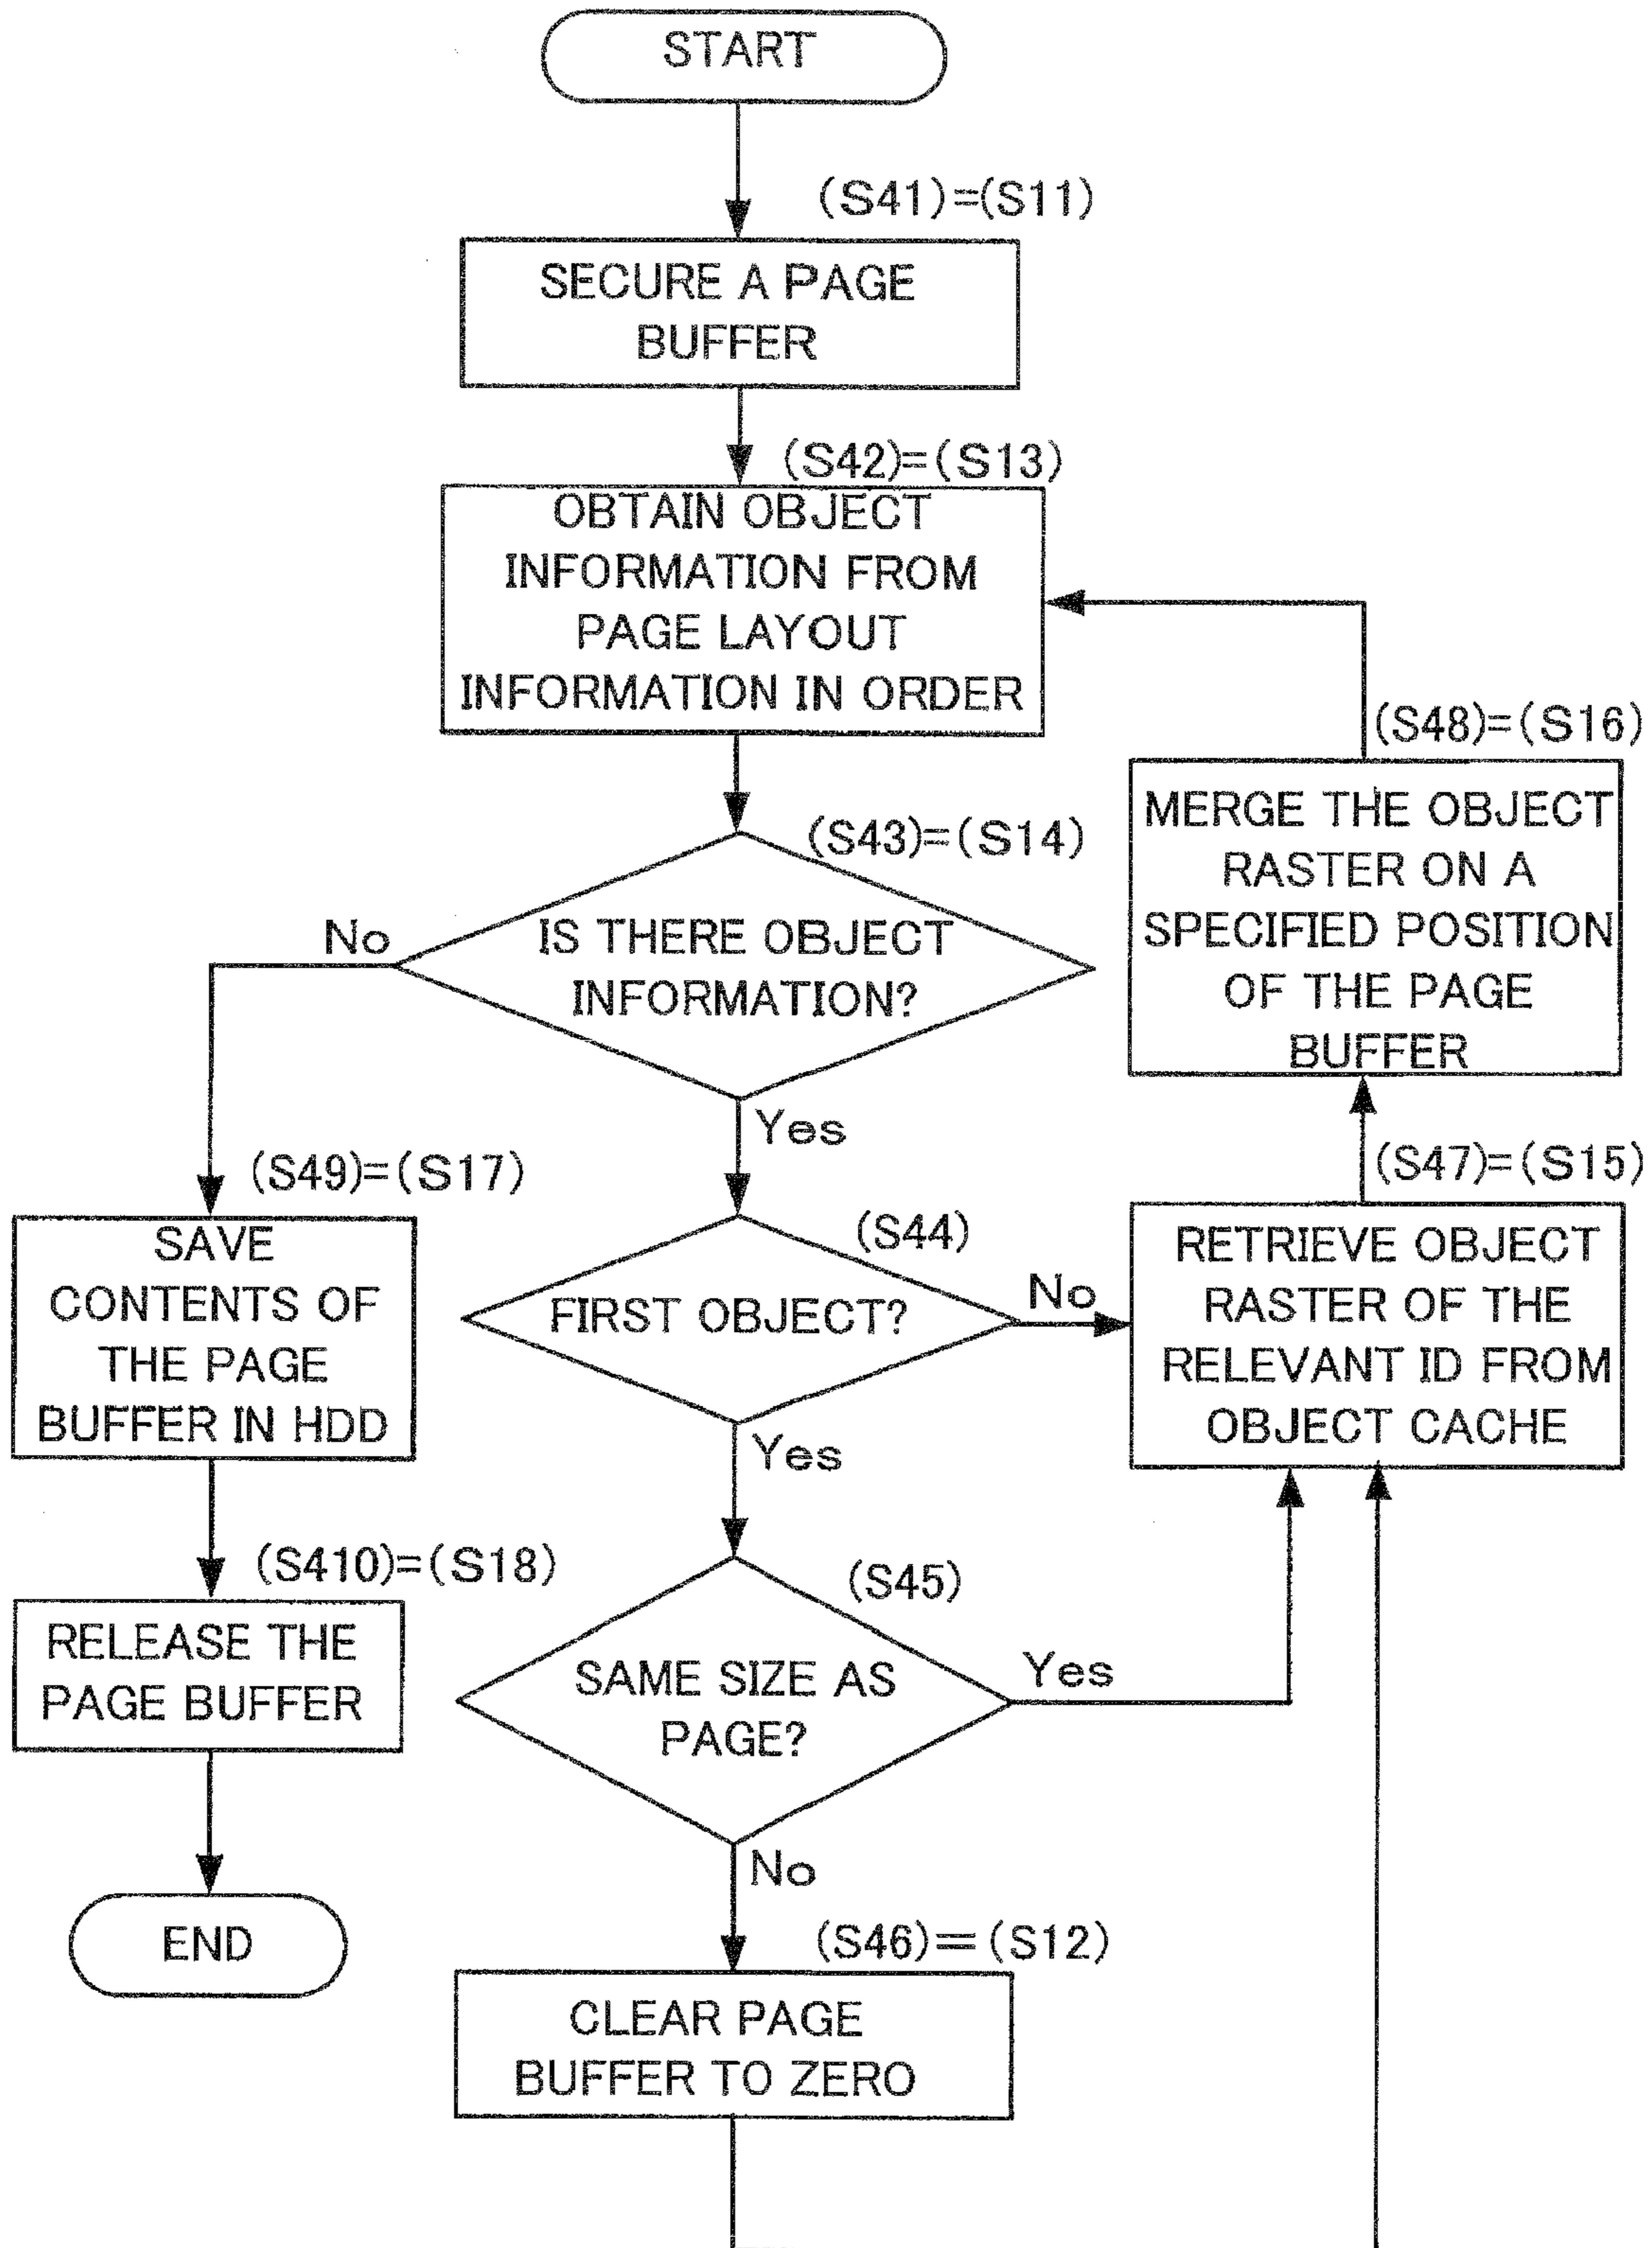 START
(S41)=(S11)
SECURE A PAGE
BUFFER
(S42)=(S13)
OBTAIN OBJECT
INFORMATION FROM
PAGE LAYOUT
INFORMATION IN ORDER
(S43)=(S14)
IS THERE OBJECT
INFORMATION?
No
Yes
(S44)
FIRST OBJECT?
No
Yes
(S45)
SAME SIZE AS
PAGE?
Yes
No
(S46)=(S12)
CLEAR PAGE
BUFFER TO ZERO
(S47)=(S15)
RETRIEVE OBJECT
RASTER OF THE
RELEVANT ID FROM
OBJECT CACHE
(S48)=(S16)
MERGE THE OBJECT
RASTER ON A
SPECIFIED POSITION
OF THE PAGE
BUFFER
(S49)=(S17)
SAVE
CONTENTS OF
THE PAGE
BUFFER IN HDD
(S410)=(S18)
RELEASE THE
PAGE BUFFER
END